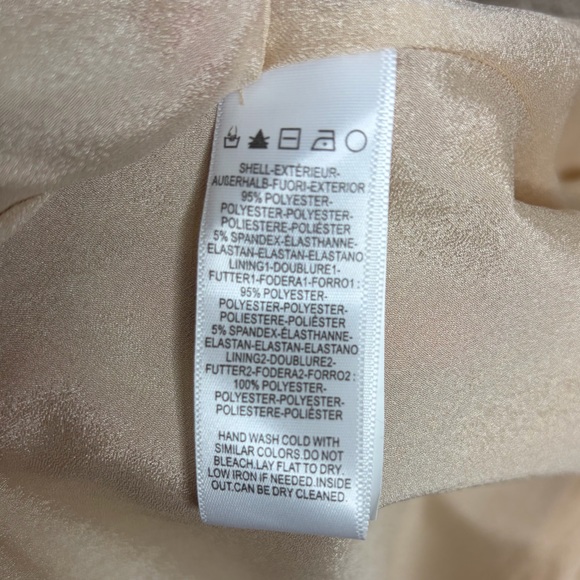 SHELL-EXTÉRIEUR-
AUßERHALB-FUORI-EXTERIOR:
95% POLYESTER-
POLYESTER-POLYESTER-
POLIESTERE-POLIÉSTER
5% SPANDEX-ÉLASTHANNE-
ELASTAN-ELASTAN-ELASTANO
LINING1-DOUBLURE1-
FUTTER1-FODERA1-FORRO1:
95% POLYESTER-
POLYESTER-POLYESTER-
POLIESTERE-POLIÉSTER
5% SPANDEX-ÉLASTHANNE-
ELASTAN-ELASTAN-ELASTANO
LINING2-DOUBLURE2-
FUTTER2-FODERA2-FORRO2:
100% POLYESTER-
POLYESTER-POLYESTER-
POLIESTERE-POLIÉSTER
HAND WASH COLD WITH
SIMILAR COLORS.DO NOT
BLEACH.LAY FLAT TO DRY.
LOW IRON IF NEEDED.INSIDE
OUT.CAN BE DRY CLEANED.